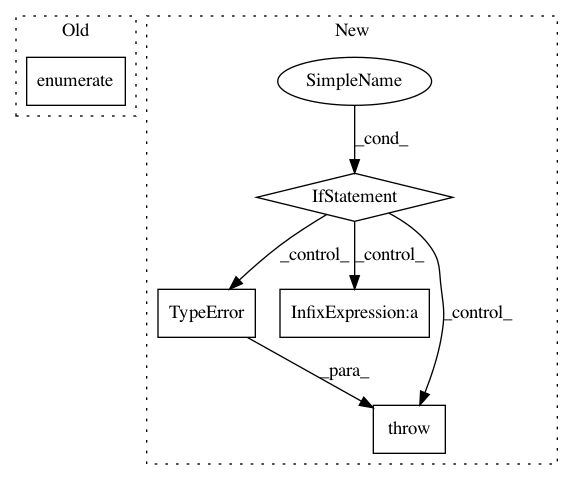 Old
New
enumerate
SimpleName
_cond_
IfStatement
_control_
_control_
TypeError
InfixExpression:a
_control_
_para_
throw